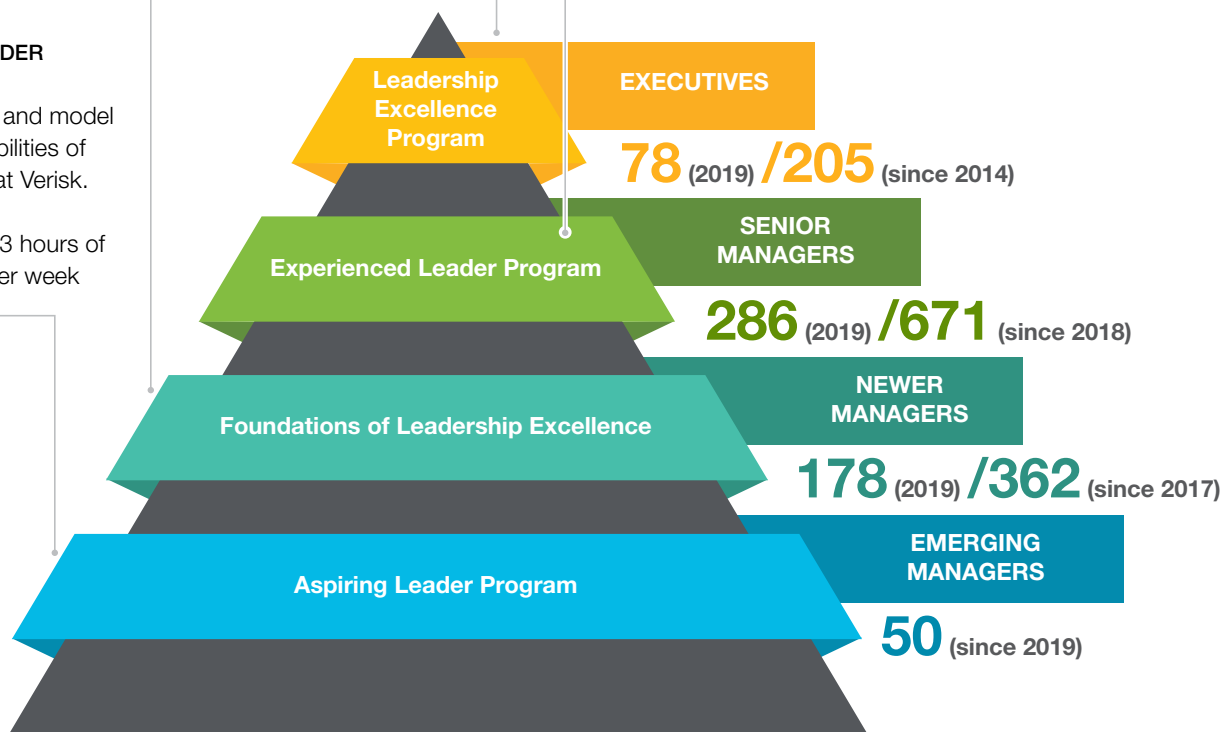 DER
and model
bilities of
at Verisk.
3 hours of
er week
Leadership
Excellence
Program
EXECUTIVES
78 (2019) /205 (since 2014)
Experienced Leader Program
SENIOR
MANAGERS
286 (2019) /671 (since 2018)
Foundations of Leadership Excellence
NEWER
MANAGERS
178 (2019) /362 (since 2017)
Aspiring Leader Program
EMERGING
MANAGERS
50 (since 2019)